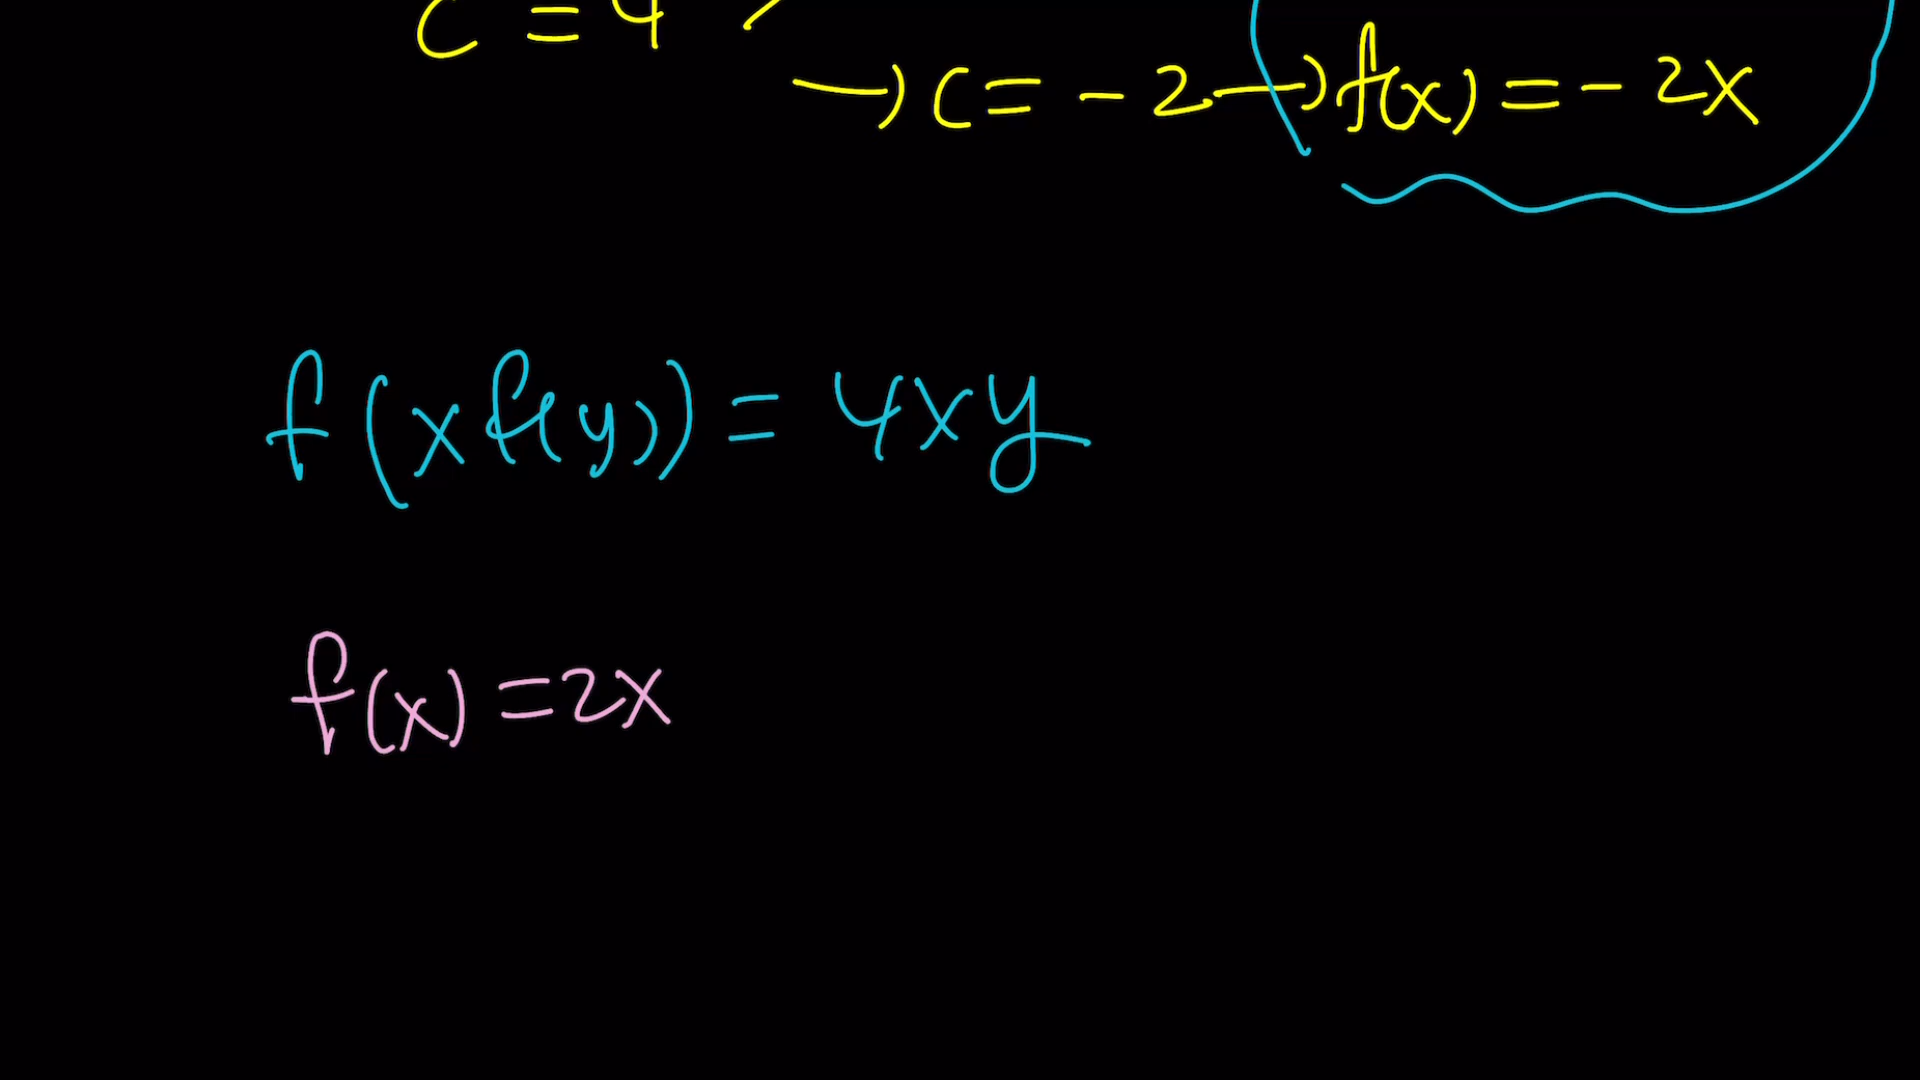 c = 4
→ c = - 2 → f(x) = - 2x
f(xf(y)) = 4xy
f(x) = 2x